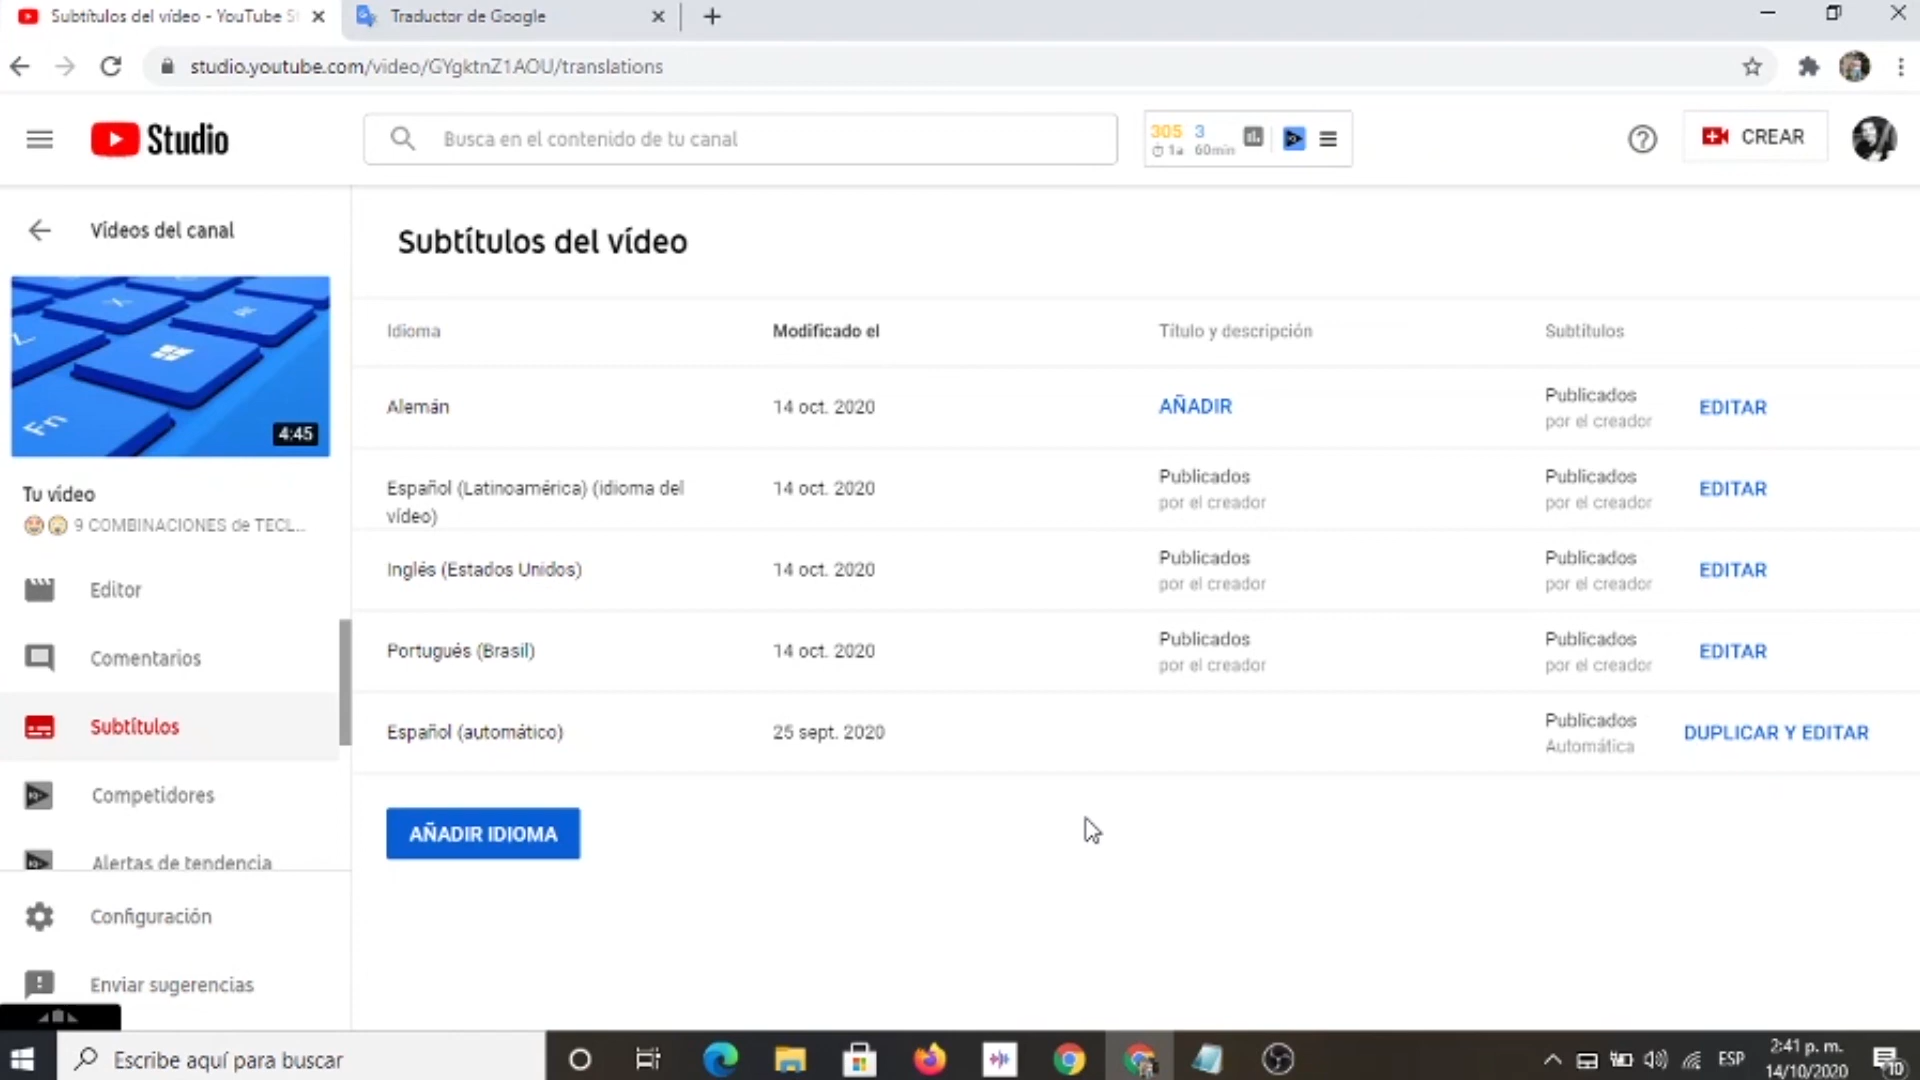 Subtítulos del vídeo - YouTube S
Traductor de Google
studio.youtube.com/video/GYgktnZ1AOU/translations
Studio
Busca en el contenido de tu canal
305 3
1a 60min
CREAR
Vídeos del canal
Subtítulos del vídeo
Idioma Modificado el Título y descripción Subtítulos
Alemán 14 oct. 2020 AÑADIR Publicados por el creador EDITAR
Español (Latinoamérica) (idioma del vídeo) 14 oct. 2020 Publicados por el creador Publicados por el creador EDITAR
Inglés (Estados Unidos) 14 oct. 2020 Publicados por el creador Publicados por el creador EDITAR
Portugués (Brasil) 14 oct. 2020 Publicados por el creador Publicados por el creador EDITAR
Español (automático) 25 sept. 2020 Publicados Automática DUPLICAR Y EDITAR
AÑADIR IDIOMA
Fn
4:45
Tu vídeo
9 COMBINACIONES de TECL...
Editor
Comentarios
Subtítulos
Competidores
Alertas de tendencia
Configuración
Enviar sugerencias
Escribe aquí para buscar
ESP
2:41 p. m.
14/10/2020
10